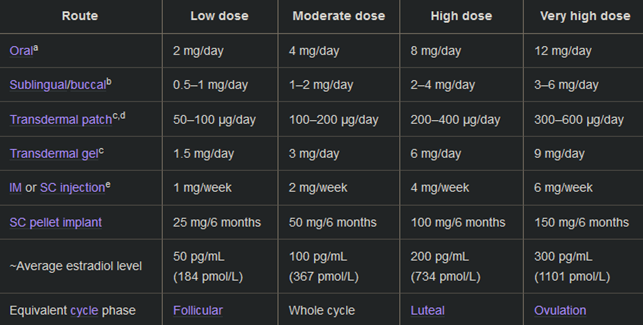 Route Low dose Moderate dose High dose Very high dose
Oralᵃ 2 mg/day 4 mg/day 8 mg/day 12 mg/day
Sublingual/buccalᵇ 0.5–1 mg/day 1–2 mg/day 2–4 mg/day 3–6 mg/day
Transdermal patchᶜ,ᵈ 50–100 μg/day 100–200 μg/day 200–400 μg/day 300–600 μg/day
Transdermal gelᶜ 1.5 mg/day 3 mg/day 6 mg/day 9 mg/day
IM or SC injectionᵉ 1 mg/week 2 mg/week 4 mg/week 6 mg/week
SC pellet implant 25 mg/6 months 50 mg/6 months 100 mg/6 months 150 mg/6 months
~Average estradiol level 50 pg/mL 100 pg/mL 200 pg/mL 300 pg/mL
(184 pmol/L) (367 pmol/L) (734 pmol/L) (1101 pmol/L)
Equivalent cycle phase Follicular Whole cycle Luteal Ovulation